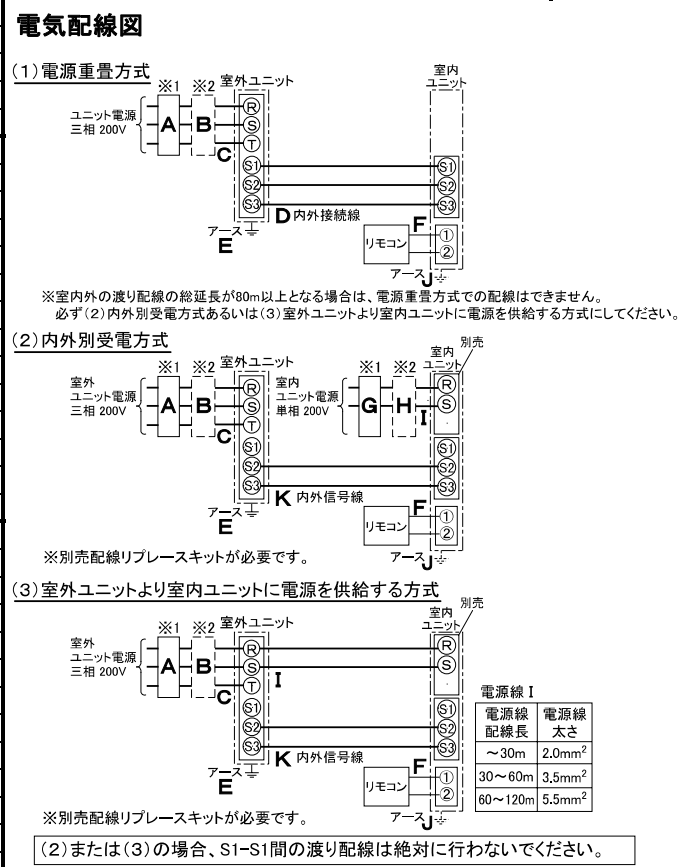 電気配線図
(1)電源重畳方式
※1 ※2 室外ユニット 室内ユニット
ユニット電源
三相 200V
A B C
R
S
T
S1 S1
S2 S2
S3 S3
D 内外接続線
アース
E
リモコン F ① ②
アース J
※室内外の渡り配線の総延長が80m以上となる場合は、電源重畳方式での配線はできません。
必ず(2)内外別受電方式あるいは(3)室外ユニットより室内ユニットに電源を供給する方式にしてください。
(2)内外別受電方式
※1 ※2 室外ユニット ※1 ※2 室内ユニット 別売
室外
ユニット電源
三相 200V
A B C
R
S
T
室内
ユニット電源
単相 200V
G H I
R
S
S1 S1
S2 S2
S3 S3
K 内外信号線
アース
E
リモコン F ① ②
アース J
※別売配線リプレースキットが必要です。
(3)室外ユニットより室内ユニットに電源を供給する方式
※1 ※2 室外ユニット 室内ユニット 別売
室外
ユニット電源
三相 200V
A B C
R R
S S
T I
S1 S1
S2 S2
S3 S3
K 内外信号線
アース
E
リモコン F ① ②
アース J
電源線 I
電源線配線長 電源線太さ
～30m 2.0mm²
30～60m 3.5mm²
60～120m 5.5mm²
※別売配線リプレースキットが必要です。
(2)または(3)の場合、S1-S1間の渡り配線は絶対に行わないでください。